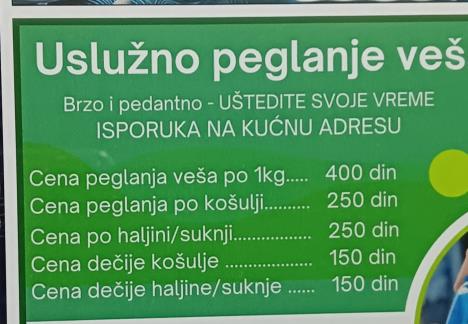 Uslužno peglanje veš
Brzo i pedantno - UŠTEDITE SVOJE VREME
ISPORUKA NA KUĆNU ADRESU
Cena peglanja veša po 1kg..... 400 din
Cena peglanja po košulji.......... 250 din
Cena po haljini/suknji................. 250 din
Cena dečije košulje ................... 150 din
Cena dečije haljine/suknje ...... 150 din